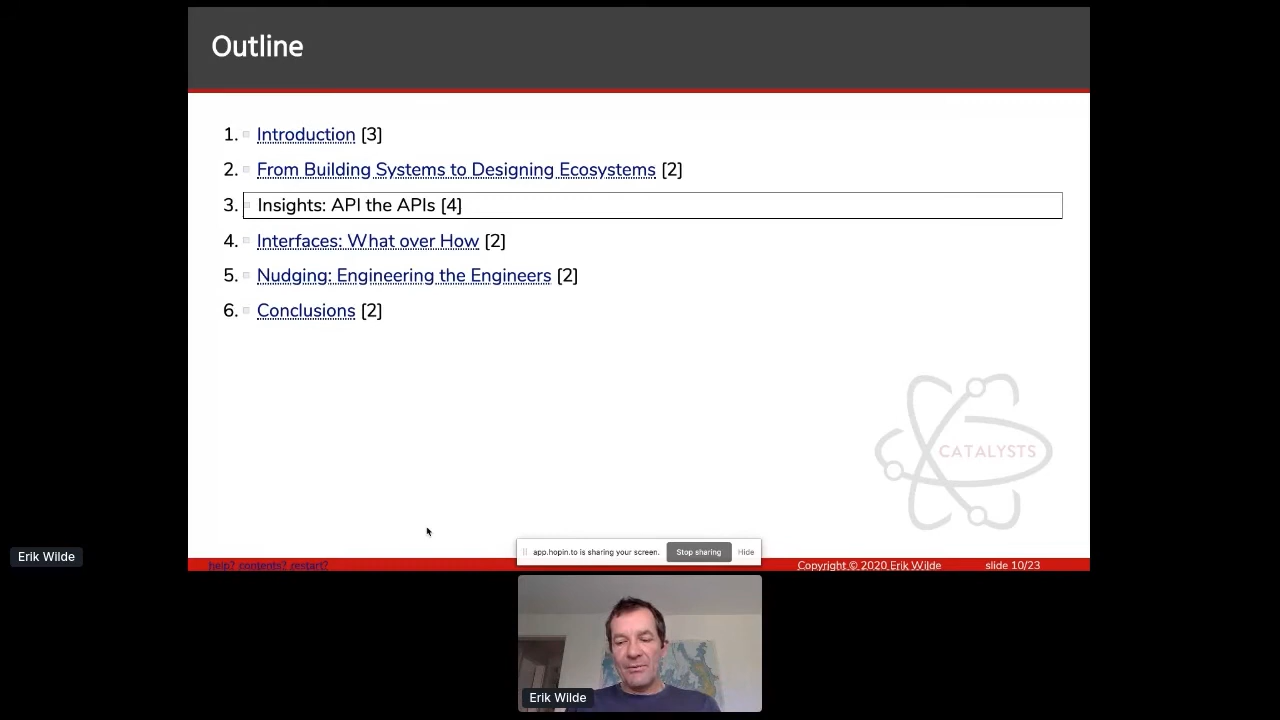 Outline
1. Introduction [3]
2. From Building Systems to Designing Ecosystems [2]
3. Insights: API the APIs [4]
4. Interfaces: What over How [2]
5. Nudging: Engineering the Engineers [2]
6. Conclusions [2]
CATALYSTS
app.hopin.to is sharing your screen. Stop sharing Hide
Erik Wilde
help? contents? restart? Copyright © 2020 Erik Wilde slide 10/23
Erik Wilde